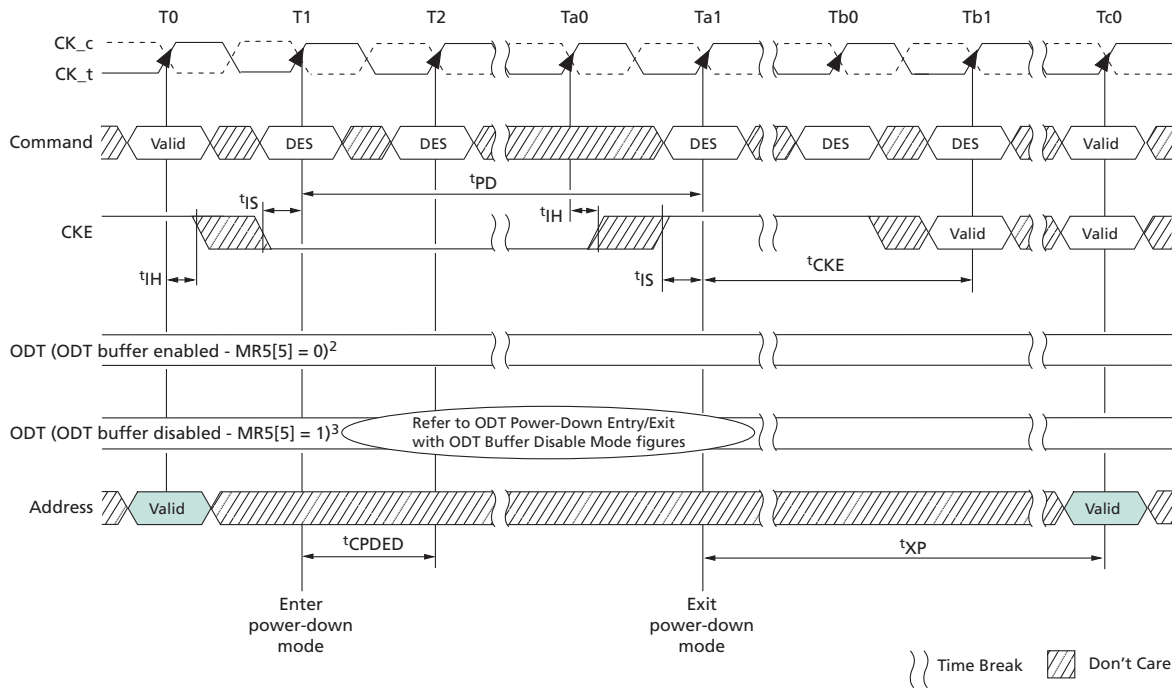 T0 T1 T2 Ta0 Ta1 Tb0 Tb1 Tc0
CK_c
CK_t
Command Valid DES DES DES DES DES Valid
tPD
tIS
tIH
CKE Valid Valid
tIH
tIS
tCKE
ODT (ODT buffer enabled - MR5[5] = 0)2
ODT (ODT buffer disabled - MR5[5] = 1)3
Refer to ODT Power-Down Entry/Exit
with ODT Buffer Disable Mode figures
Address Valid Valid
tCPDED
tXP
Enter
power-down
mode
Exit
power-down
mode
Time Break
Don't Care